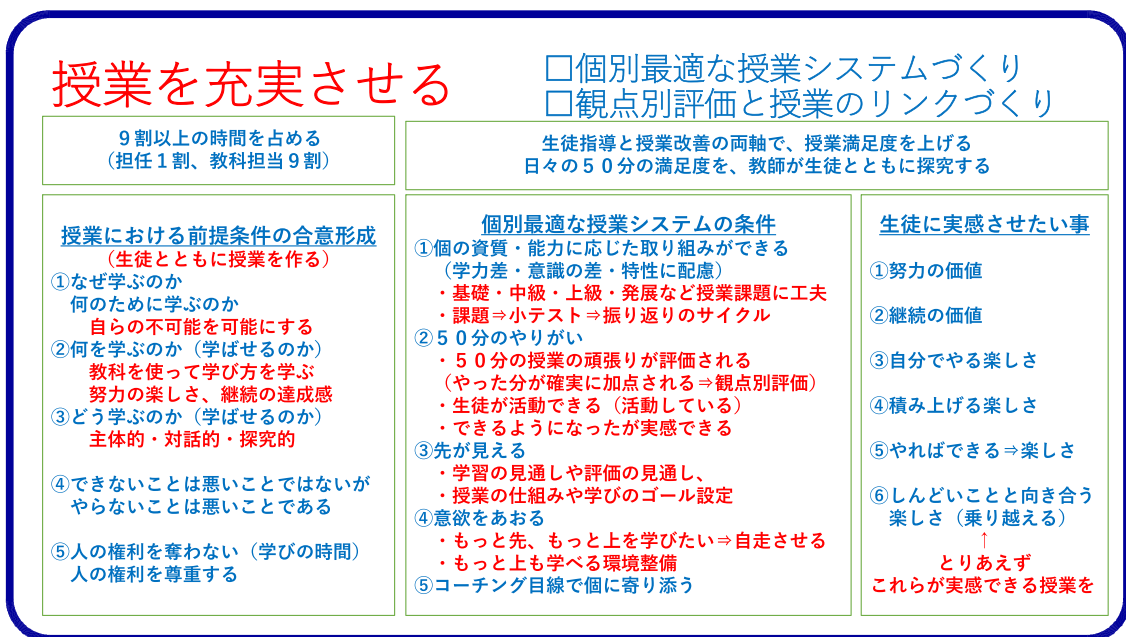 授業を充実させる
□個別最適な授業システムづくり
□観点別評価と授業のリンクづくり
９割以上の時間を占める
（担任１割、教科担当９割）
生徒指導と授業改善の両軸で、授業満足度を上げる
日々の５０分の満足度を、教師が生徒とともに探究する
授業における前提条件の合意形成
（生徒とともに授業を作る）
①なぜ学ぶのか
何のために学ぶのか
自らの不可能を可能にする
②何を学ぶのか（学ばせるのか）
教科を使って学び方を学ぶ
努力の楽しさ、継続の達成感
③どう学ぶのか（学ばせるのか）
主体的・対話的・探究的
④できないことは悪いことではないが
やらないことは悪いことである
⑤人の権利を奪わない（学びの時間）
人の権利を尊重する
個別最適な授業システムの条件
①個の資質・能力に応じた取り組みができる
（学力差・意識の差・特性に配慮）
・基礎・中級・上級・発展など授業課題に工夫
・課題⇒小テスト⇒振り返りのサイクル
②５０分のやりがい
・５０分の授業の頑張りが評価される
（やった分が確実に加点される⇒観点別評価）
・生徒が活動できる（活動している）
・できるようになったが実感できる
③先が見える
・学習の見通しや評価の見通し、
・授業の仕組みや学びのゴール設定
④意欲をあおる
・もっと先、もっと上を学びたい⇒自走させる
・もっと上も学べる環境整備
⑤コーチング目線で個に寄り添う
生徒に実感させたい事
①努力の価値
②継続の価値
③自分でやる楽しさ
④積み上げる楽しさ
⑤やればできる⇒楽しさ
⑥しんどいことと向き合う
楽しさ（乗り越える）
↑
とりあえず
これらが実感できる授業を